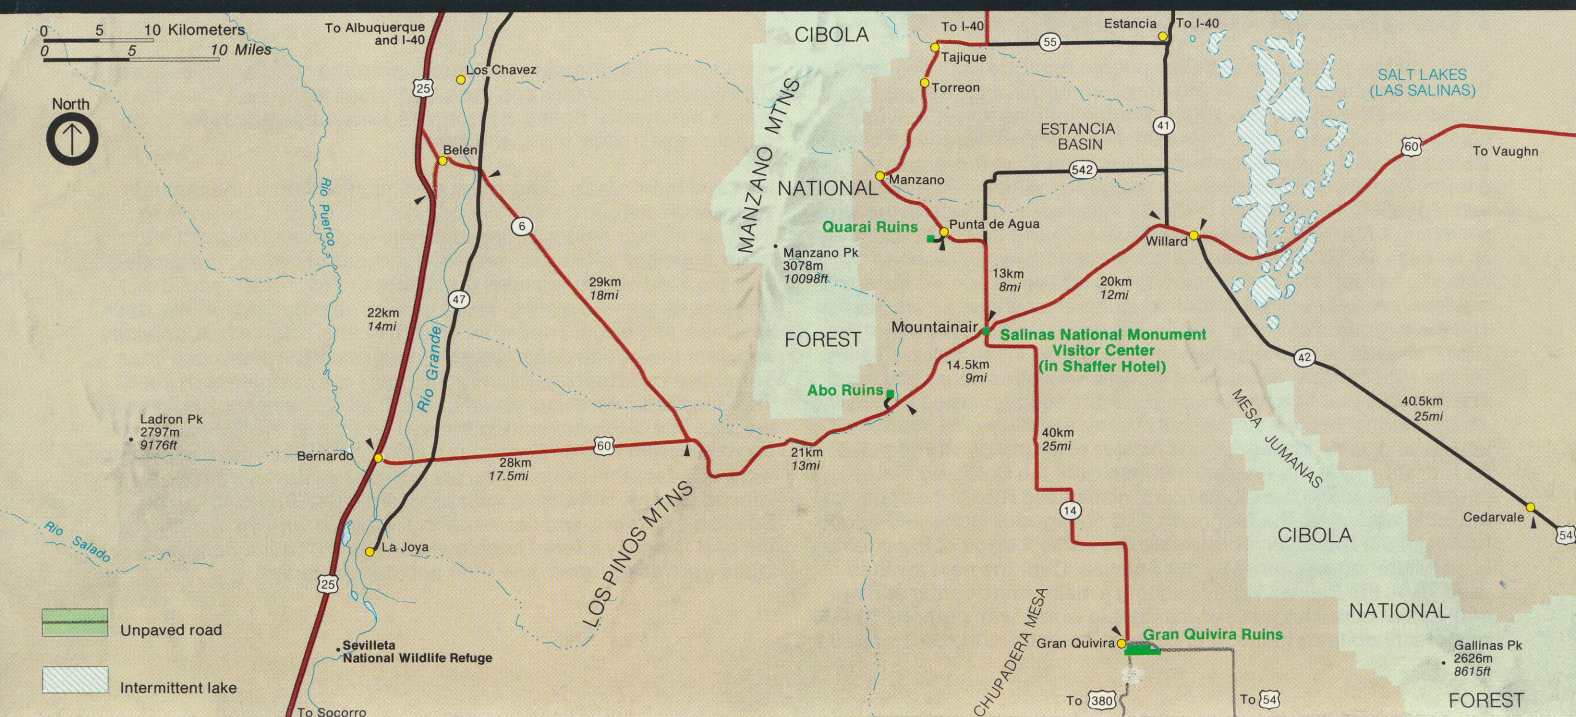 0 5 10 Kilometers
0 5 10 Miles
North
To Albuquerque
and I-40
Los Chavez
25
Belen
Rio Puerco
6
47
22km
14mi
Rio Grande
29km
18mi
Ladron Pk
2797m
9176ft
Bernardo
28km
17.5mi
60
Rio Salado
La Joya
25
Unpaved road
Intermittent lake
Sevilleta
National Wildlife Refuge
To Socorro
LOS PINOS MTNS
CIBOLA
NATIONAL
FOREST
MANZANO MTNS
Manzano Pk
3078m
10098ft
To I-40
Tajique
Torreon
Manzano
Punta de Agua
Quarai Ruins
55
Estancia
To I-40
ESTANCIA
BASIN
41
542
SALT LAKES
(LAS SALINAS)
60
To Vaughn
Willard
13km
8mi
20km
12mi
Mountainair
Salinas National Monument
Visitor Center
(in Shaffer Hotel)
14.5km
9mi
Abo Ruins
21km
13mi
40km
25mi
14
42
40.5km
25mi
MESA JUMANAS
Cedarvale
54
CIBOLA
NATIONAL
FOREST
Gallinas Pk
2626m
8615ft
CHUPADERA MESA
Gran Quivira
Gran Quivira Ruins
To 380
To 54